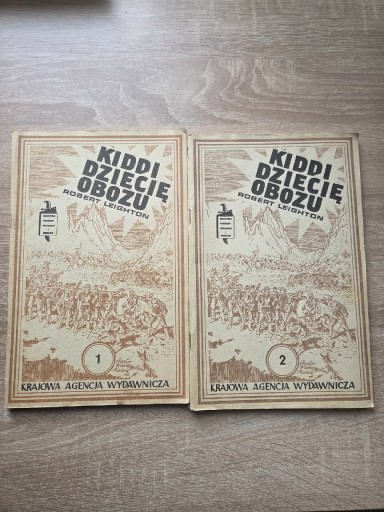 KIDDI
DZIECIĘ
OBOZU
ROBERT LEIGHTON
1
KRAJOWA AGENCJA WYDAWNICZA
KIDDI
DZIECIĘ
OBOZU
ROBERT LEIGHTON
2
KRAJOWA AGENCJA WYDAWNICZA